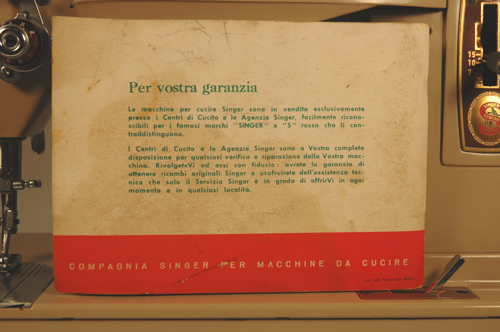 Per vostra garanzia
Le macchine per cucire Singer sono in vendita esclusivamente
presso i Centri di Cucito e le Agenzie Singer, facilmente ricono-
scibili per i famosi marchi "SINGER" o "S" rossa che li con-
traddistinguono.
I Centri di Cucito e le Agenzie Singer sono a Vostra completa
disposizione per qualsiasi verifica e riparazione della Vostra mac-
china. RivolgeteVi ad essi con fiducia: avrete la garanzia di
ottenere ricambi originali Singer e usufruirete dell'assistenza tec-
nica che solo il Servizio Singer è in grado di offrirVi in ogni
momento e in qualsiasi località.
COMPAGNIA SINGER PER MACCHINE DA CUCIRE
15
10